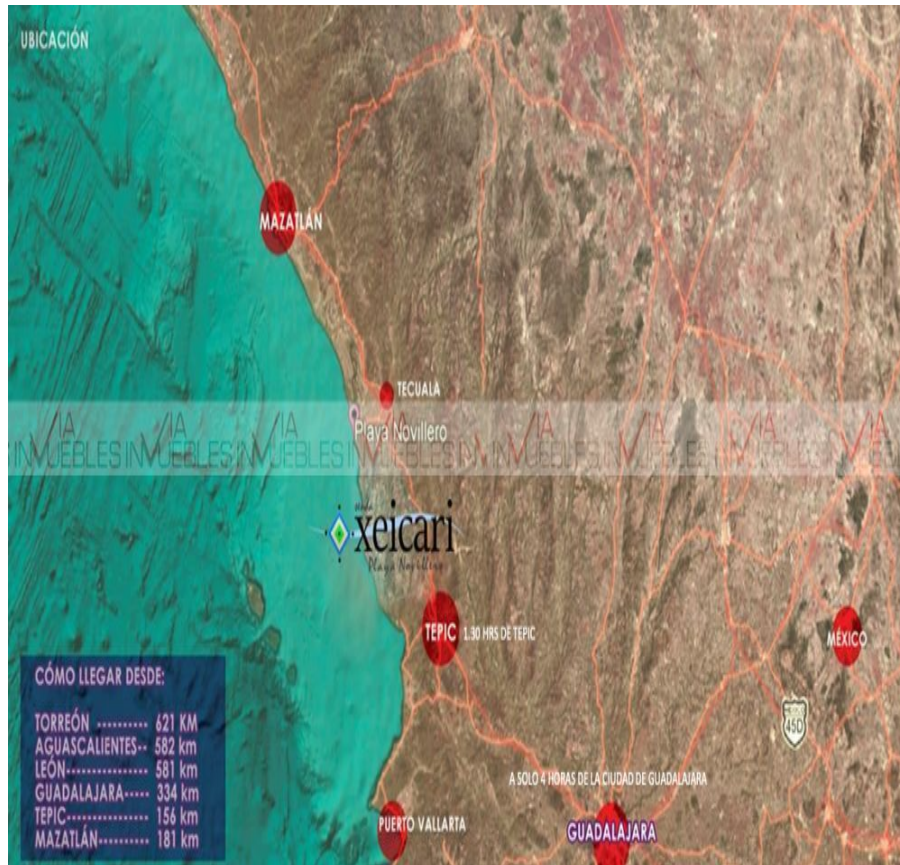 UBICACIÓN
MAZATLÁN
TECUALA
Playa Novillero
VIA VIA VIA VIA VIA VIA
INMUEBLES INMUEBLES INMUEBLES INMUEBLES INMUEBLES INMUEBLES
xeicari
Playa Novillero
TEPIC 1.30 HRS DE TEPIC
MÉXICO
45D
CÓMO LLEGAR DESDE:
TORREÓN ---------- 621 KM
AGUASCALIENTES-- 582 km
LEÓN---------------- 581 km
GUADALAJARA----- 334 km
TEPIC---------------- 156 km
MAZATLÁN---------- 181 km
A SOLO 4 HORAS DE LA CIUDAD DE GUADALAJARA
PUERTO VALLARTA
GUADALAJARA